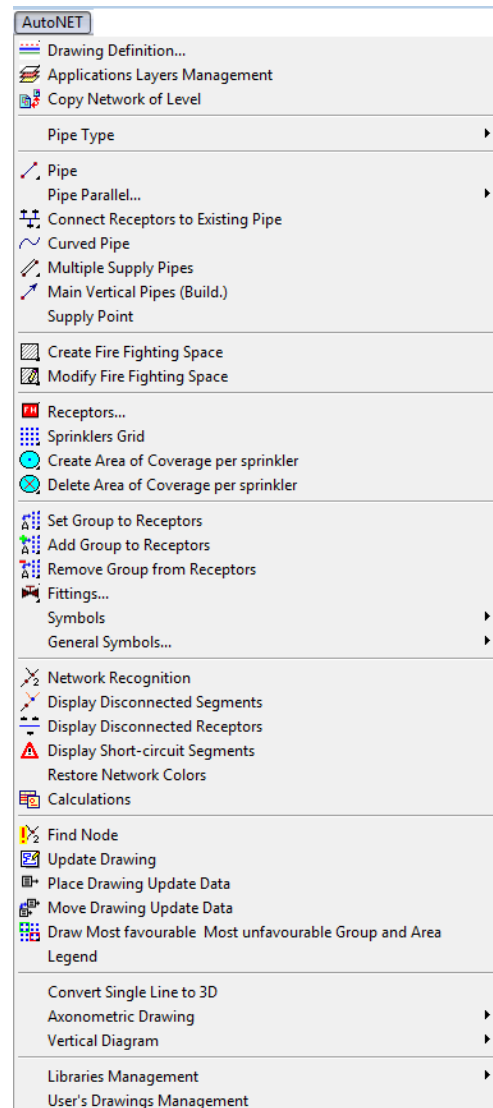 AutoNET
Drawing Definition...
Applications Layers Management
Copy Network of Level
Pipe Type
Pipe
Pipe Parallel...
Connect Receptors to Existing Pipe
Curved Pipe
Multiple Supply Pipes
Main Vertical Pipes (Build.)
Supply Point
Create Fire Fighting Space
Modify Fire Fighting Space
Receptors...
Sprinklers Grid
Create Area of Coverage per sprinkler
Delete Area of Coverage per sprinkler
Set Group to Receptors
Add Group to Receptors
Remove Group from Receptors
Fittings...
Symbols
General Symbols...
Network Recognition
Display Disconnected Segments
Display Disconnected Receptors
Display Short-circuit Segments
Restore Network Colors
Calculations
Find Node
Update Drawing
Place Drawing Update Data
Move Drawing Update Data
Draw Most favourable  Most unfavourable Group and Area
Legend
Convert Single Line to 3D
Axonometric Drawing
Vertical Diagram
Libraries Management
User's Drawings Management